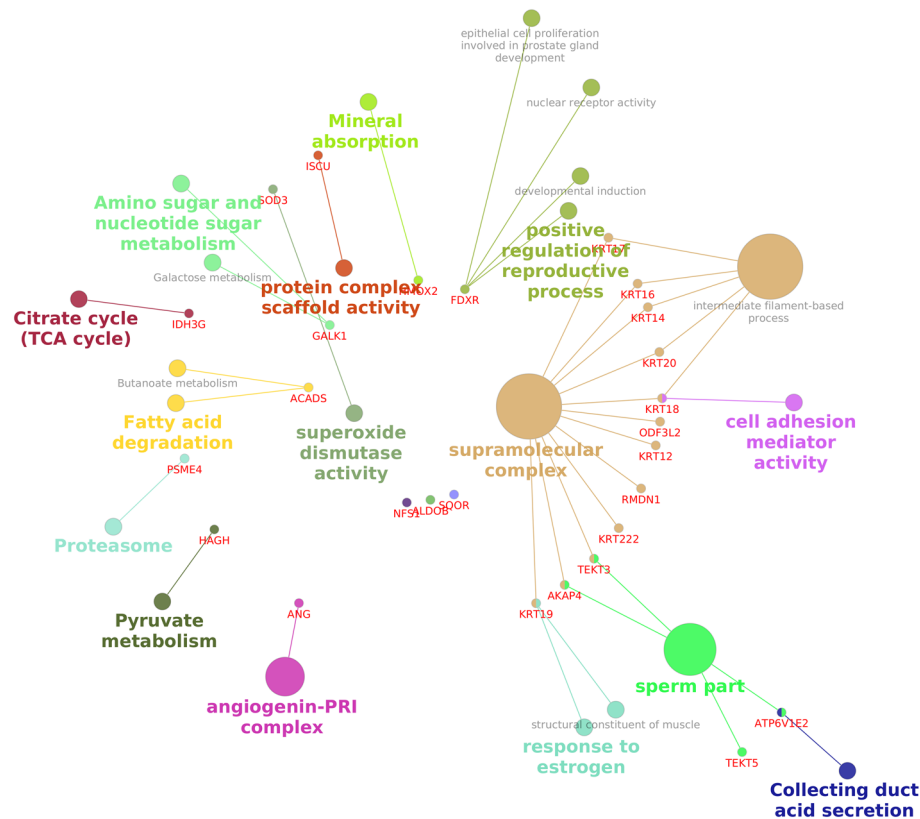 epithelial cell proliferation
involved in prostate gland
development
nuclear receptor activity
Mineral
absorption
ISCU
developmental induction
SOD3
Amino sugar and
nucleotide sugar
metabolism
positive
regulation of
reproductive
process
KRT17
Galactose metabolism
protein complex
scaffold activity
HMOX2
FDXR
KRT16
intermediate filament-based
process
KRT14
Citrate cycle
(TCA cycle)
IDH3G
GALK1
KRT20
Butanoate metabolism
ACADS
KRT18
Fatty acid
degradation
superoxide
dismutase
activity
cell adhesion
mediator
activity
ODF3L2
supramolecular
complex
KRT12
PSME4
RMDN1
NFS1
ALDOB
SQOR
Proteasome
HAGH
KRT222
TEKT3
AKAP4
KRT19
ANG
Pyruvate
metabolism
sperm part
angiogenin-PRI
complex
structural constituent of muscle
ATP6V1E2
response to
estrogen
TEKT5
Collecting duct
acid secretion